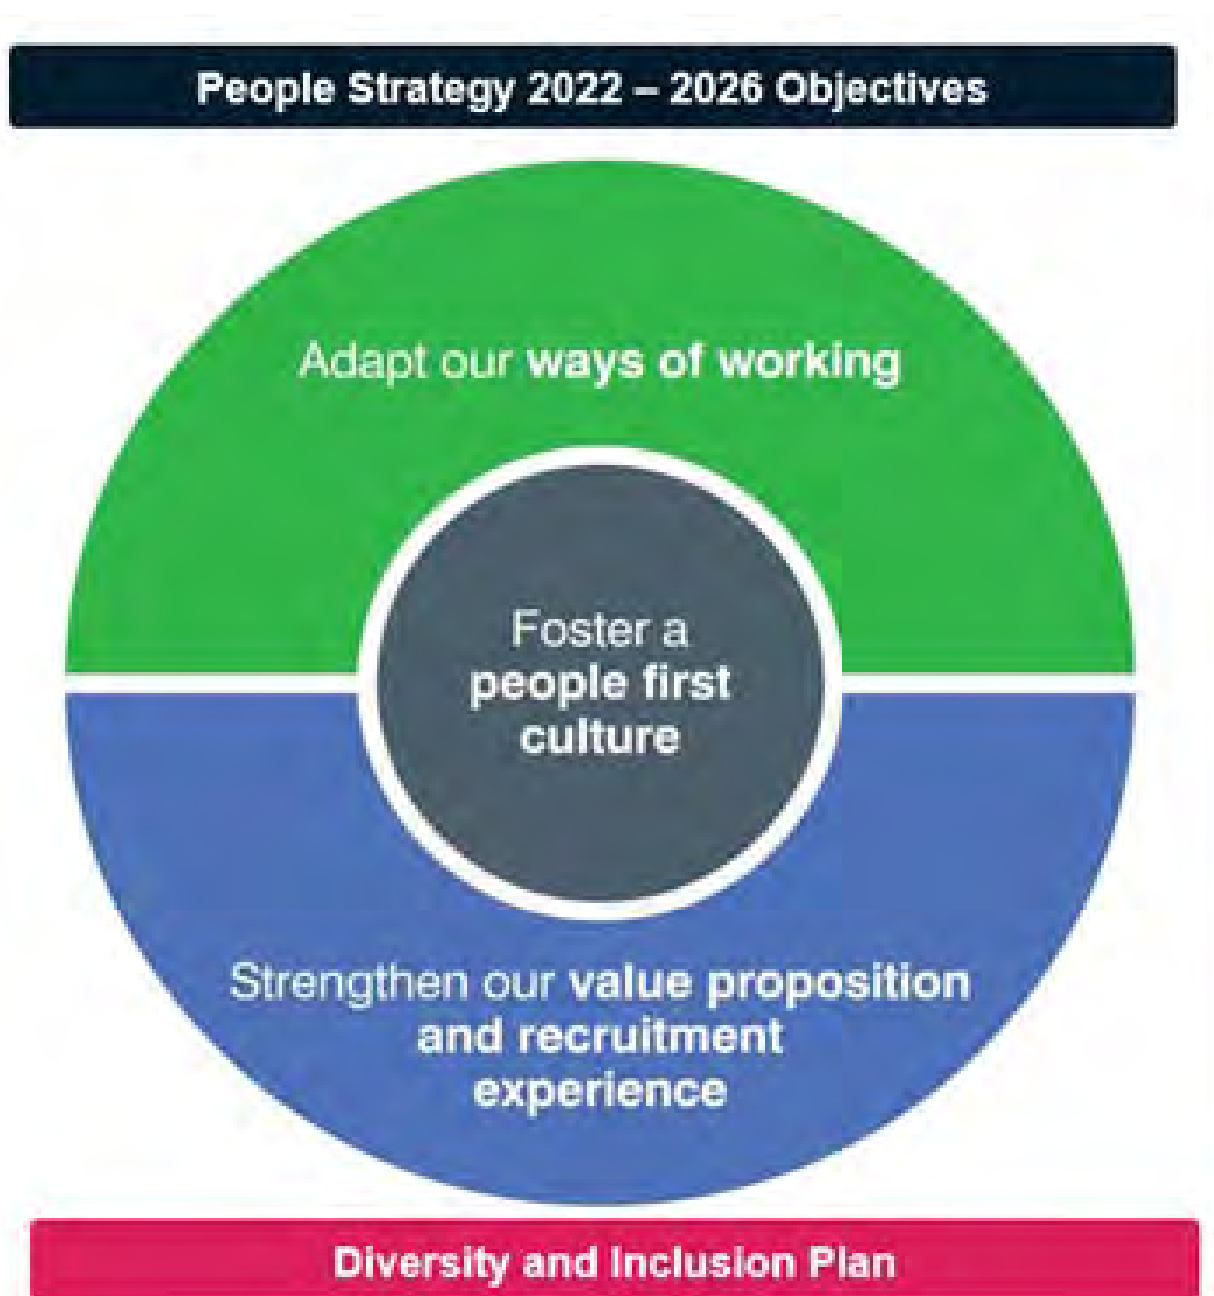 People Strategy 2022 – 2026 Objectives
Adapt our ways of working
Foster a
people first
culture
Strengthen our value proposition
and recruitment
experience
Diversity and Inclusion Plan